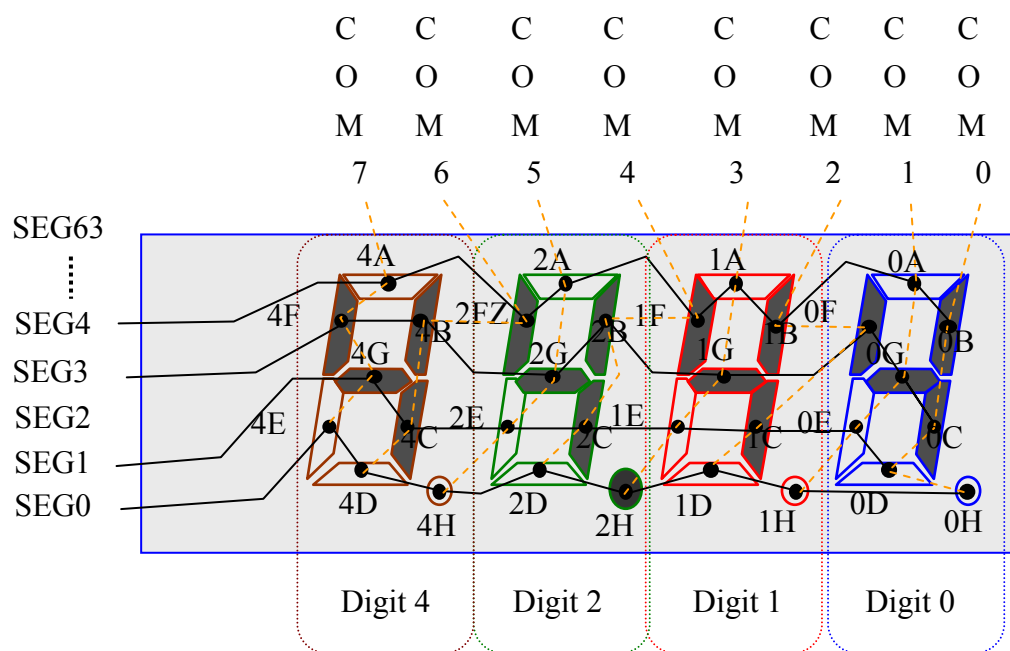 C C C C C C C C
O O O O O O O O
M M M M M M M M
7 6 5 4 3 2 1 0
SEG63
4A 2A 1A 0A
SEG4 4F 4B 2FZ 2B 1F 1B 0F 0B
SEG3 4G 2G 1G 0G
SEG2 4E 4C 2E 2C 1E 1C 0E 0C
SEG1
SEG0 4D 4H 2D 2H 1D 1H 0D 0H
Digit 4 Digit 2 Digit 1 Digit 0